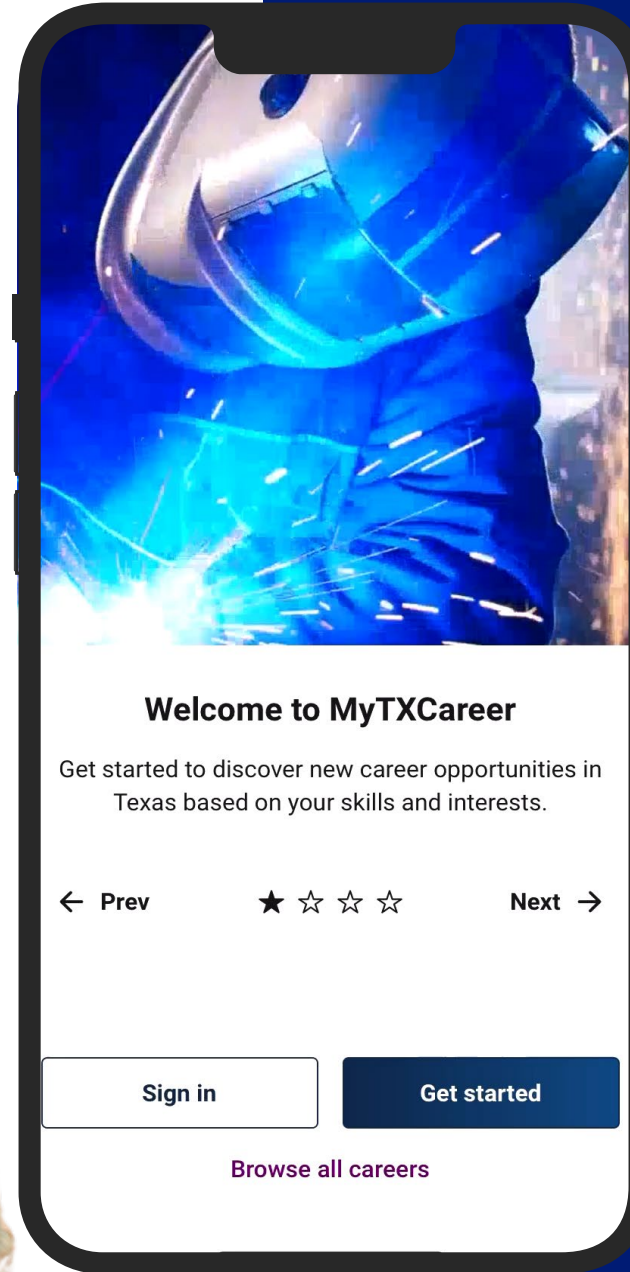 Welcome to MyTXCareer
Get started to discover new career opportunities in
Texas based on your skills and interests.
Prev
Next
Sign in
Get started
Browse all careers